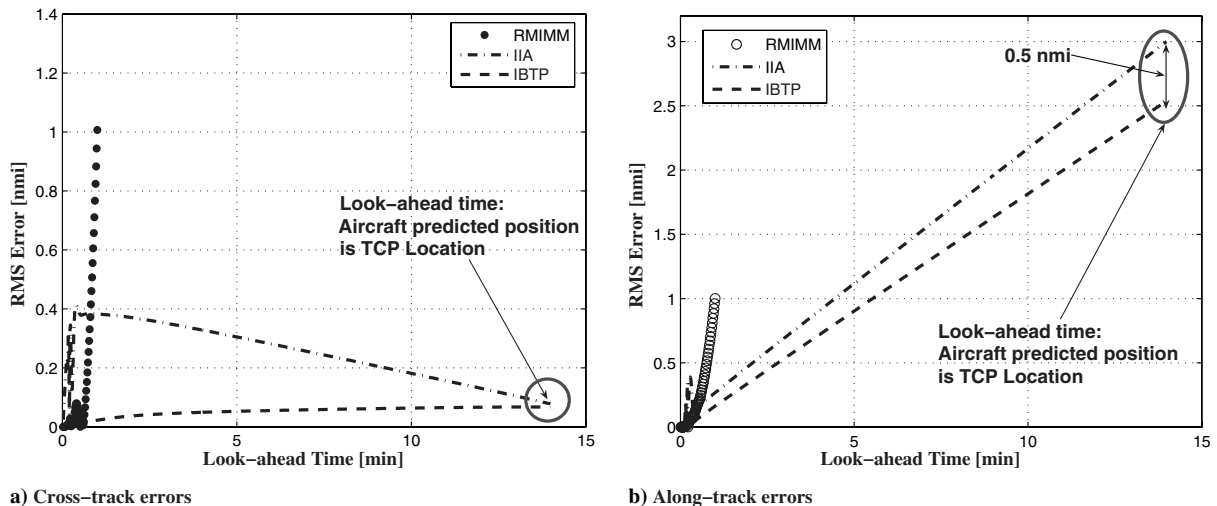 1.4
1.2
1
0.8
0.6
0.4
0.2
0
RMS Error [nmi]
RMIMM
IIA
IBTP
Look-ahead time:
Aircraft predicted position
is TCP Location
0
5
10
15
Look-ahead Time [min]
a) Cross-track errors
3
2.5
2
1.5
1
0.5
0
RMS Error [nmi]
RMIMM
IIA
IBTP
0.5 nmi
Look-ahead time:
Aircraft predicted position
is TCP Location
0
5
10
15
Look-ahead Time [min]
b) Along-track errors